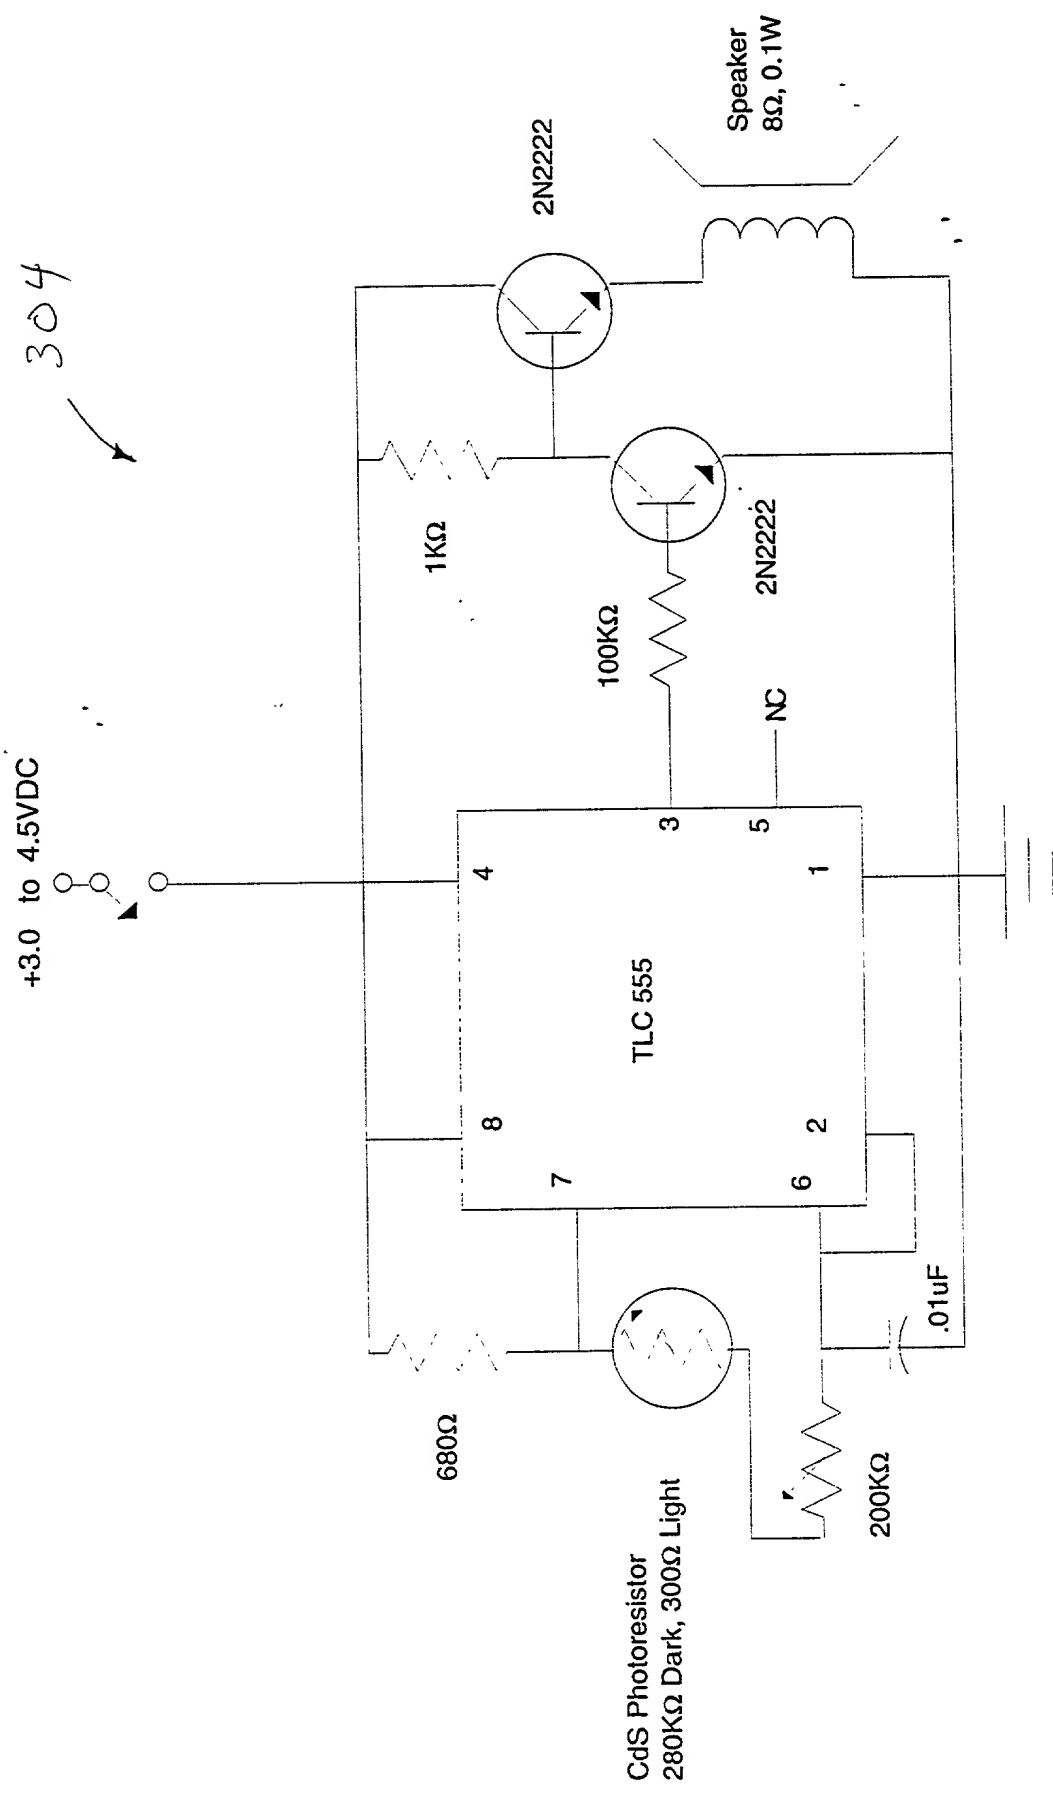 304
+3.0 to 4.5VDC
680Ω
1KΩ
2N2222
8
4
7
TLC 555
3
100KΩ
CdS Photoresistor
280KΩ Dark, 300Ω Light
5
NC
2N2222
Speaker
8Ω, 0.1W
6
2
1
200KΩ
.01uF